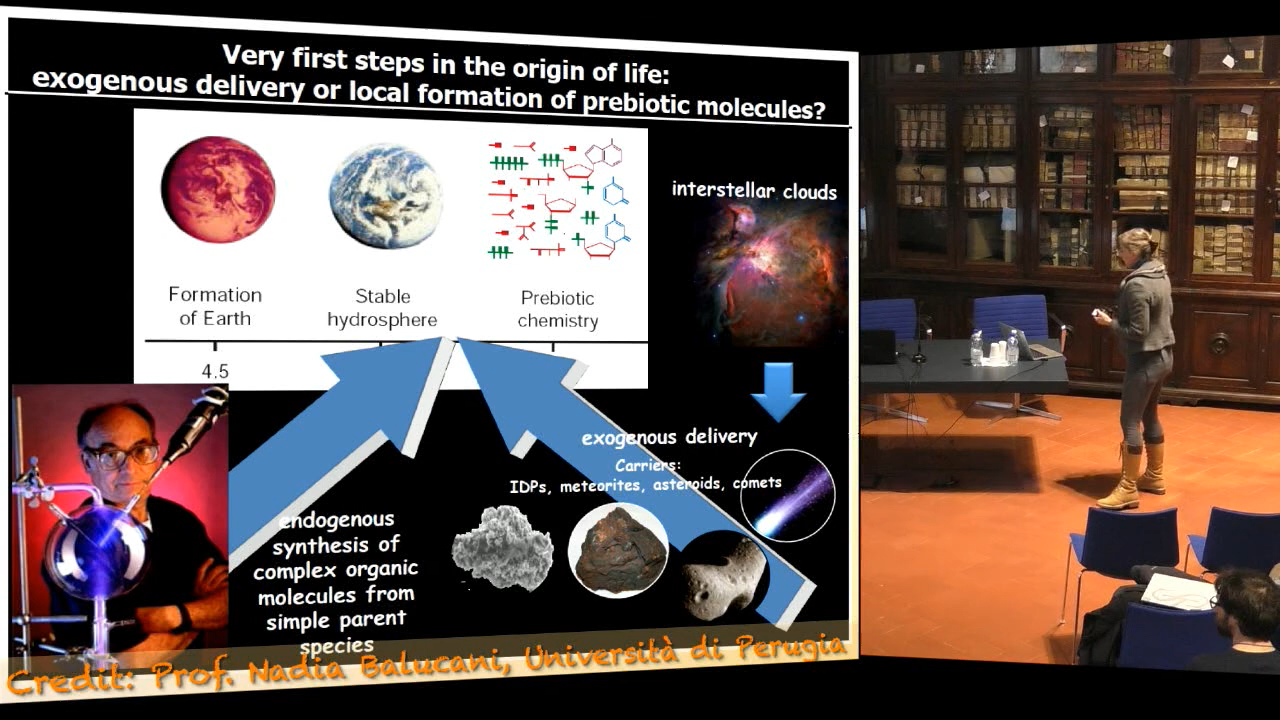 Very first steps in the origin of life:
exogenous delivery or local formation of prebiotic molecules?
interstellar clouds
Formation
of Earth
Stable
hydrosphere
Prebiotic
chemistry
4.5
exogenous delivery
Carriers:
IDPs, meteorites, asteroids, comets
endogenous
synthesis of
complex organic
molecules from
simple parent
species
Credit: Prof. Nadia Balucani, Università di Perugia